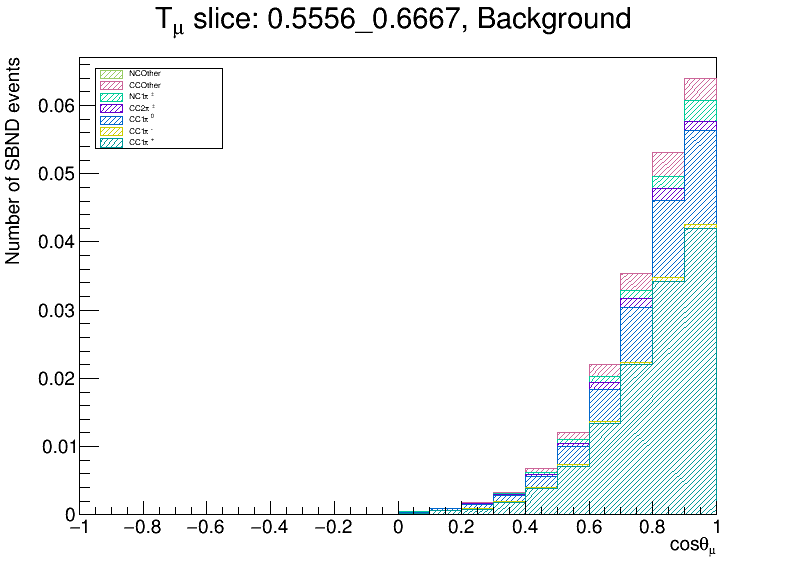 Tμ slice: 0.5556_0.6667, Background
Number of SBND events
NCOther
CCOther
NC1π ±
CC2π ±
CC1π 0
CC1π -
CC1π +
0.06
0.05
0.04
0.03
0.02
0.01
0
−1 −0.8 −0.6 −0.4 −0.2 0 0.2 0.4 0.6 0.8 1
cosθμ